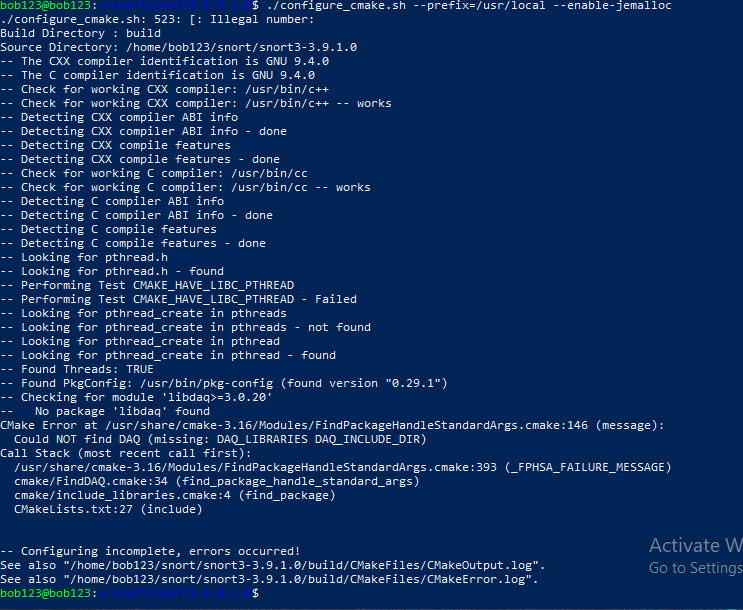 bob123@bob123:~/snort/snort3-3.9.1.0$ ./configure_cmake.sh --prefix=/usr/local --enable-jemalloc
./configure_cmake.sh: 523: [: Illegal number:
Build Directory : build
Source Directory: /home/bob123/snort/snort3-3.9.1.0
-- The CXX compiler identification is GNU 9.4.0
-- The C compiler identification is GNU 9.4.0
-- Check for working CXX compiler: /usr/bin/c++
-- Check for working CXX compiler: /usr/bin/c++ -- works
-- Detecting CXX compiler ABI info
-- Detecting CXX compiler ABI info - done
-- Detecting CXX compile features
-- Detecting CXX compile features - done
-- Check for working C compiler: /usr/bin/cc
-- Check for working C compiler: /usr/bin/cc -- works
-- Detecting C compiler ABI info
-- Detecting C compiler ABI info - done
-- Detecting C compile features
-- Detecting C compile features - done
-- Looking for pthread.h
-- Looking for pthread.h - found
-- Performing Test CMAKE_HAVE_LIBC_PTHREAD
-- Performing Test CMAKE_HAVE_LIBC_PTHREAD - Failed
-- Looking for pthread_create in pthreads
-- Looking for pthread_create in pthreads - not found
-- Looking for pthread_create in pthread
-- Looking for pthread_create in pthread - found
-- Found Threads: TRUE
-- Found PkgConfig: /usr/bin/pkg-config (found version "0.29.1")
-- Checking for module 'libdaq>=3.0.20'
--   No package 'libdaq' found
CMake Error at /usr/share/cmake-3.16/Modules/FindPackageHandleStandardArgs.cmake:146 (message):
  Could NOT find DAQ (missing: DAQ_LIBRARIES DAQ_INCLUDE_DIR)
Call Stack (most recent call first):
  /usr/share/cmake-3.16/Modules/FindPackageHandleStandardArgs.cmake:393 (_FPHSA_FAILURE_MESSAGE)
  cmake/FindDAQ.cmake:34 (find_package_handle_standard_args)
  cmake/include_libraries.cmake:4 (find_package)
  CMakeLists.txt:27 (include)
-- Configuring incomplete, errors occurred!
See also "/home/bob123/snort/snort3-3.9.1.0/build/CMakeFiles/CMakeOutput.log".
See also "/home/bob123/snort/snort3-3.9.1.0/build/CMakeFiles/CMakeError.log".
bob123@bob123:~/snort/snort3-3.9.1.0$
Activate W
Go to Settings